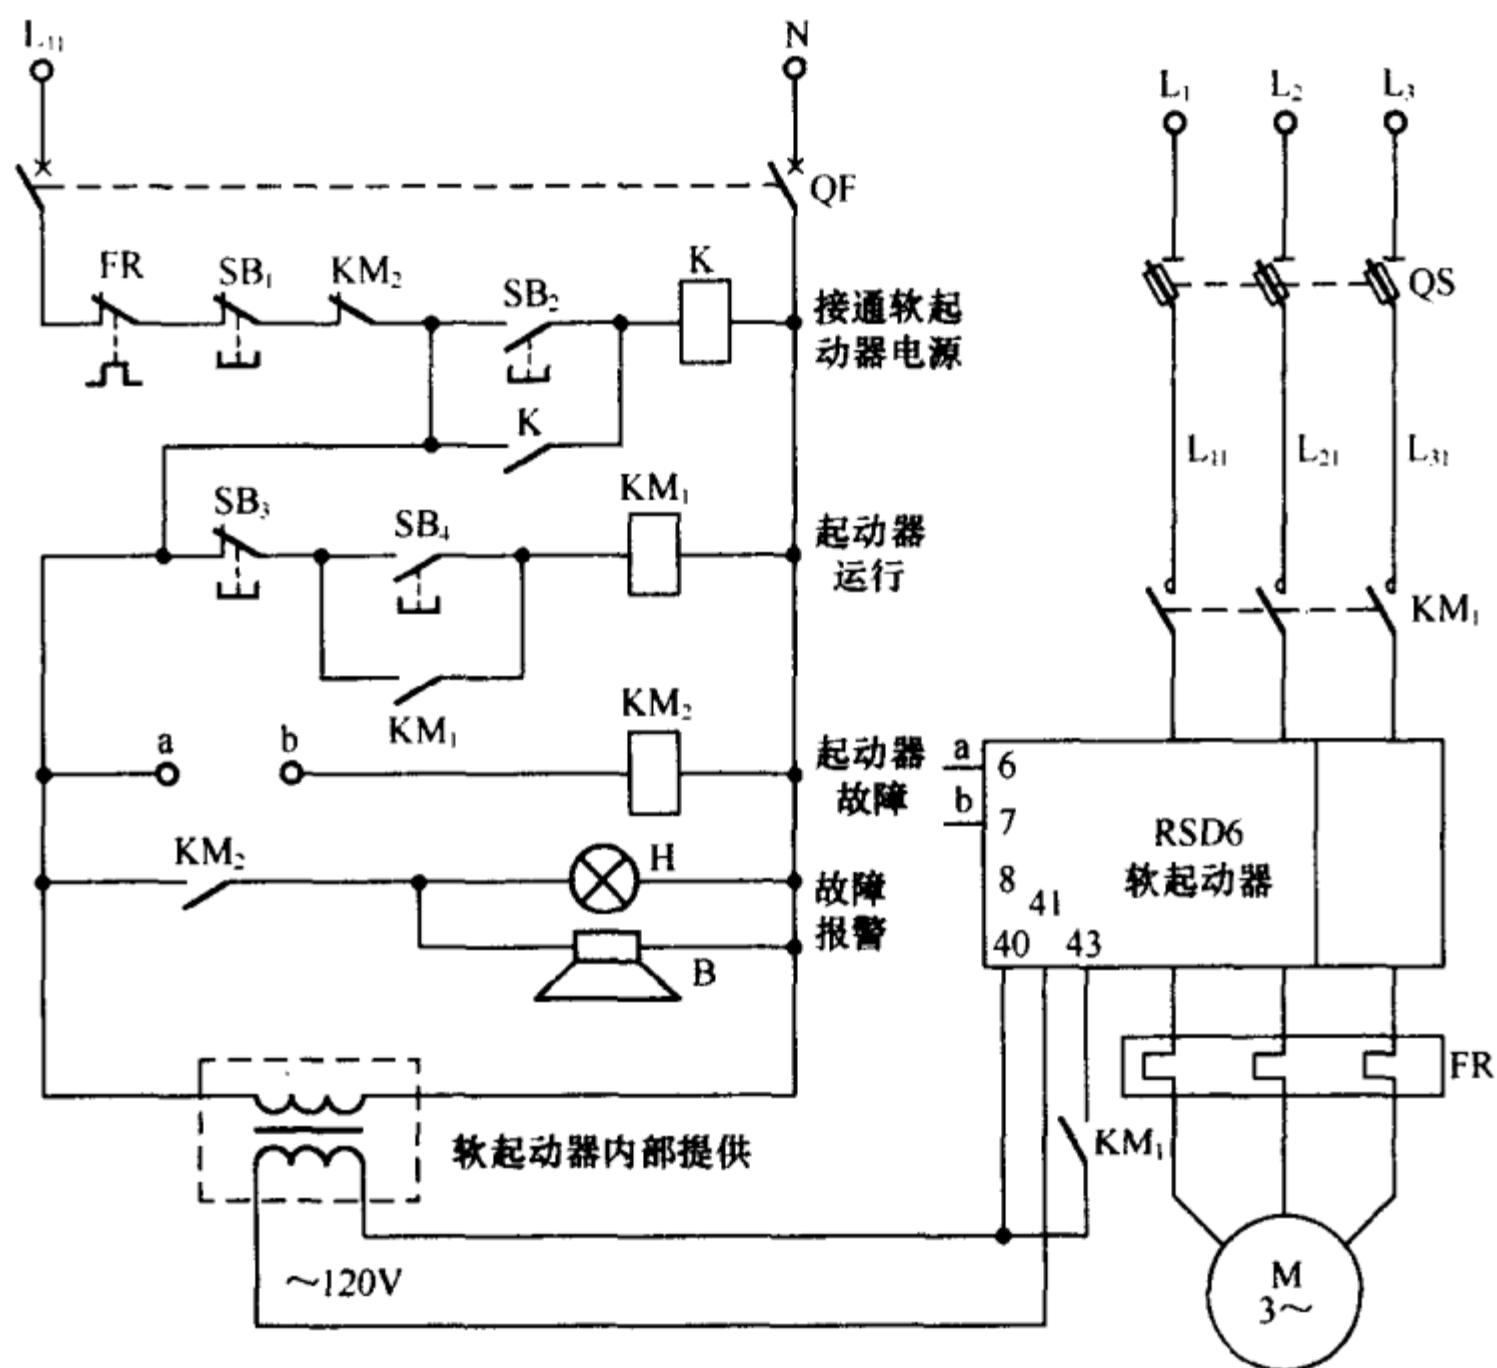 L₁₁
N
QF
FR
SB₁
KM₂
SB₂
K
接通软起
动器电源
K
SB₃
SB₄
KM₁
起动器
运行
KM₁
a
b
KM₂
起动器
故障
KM₂
H
故障
报警
B
软起动器内部提供
～120V
L₁
L₂
L₃
QS
L₁₁
L₂₁
L₃₁
KM₁
a
6
b
7
8
41
40
43
RSD6
软起动器
FR
KM₁
M
3～